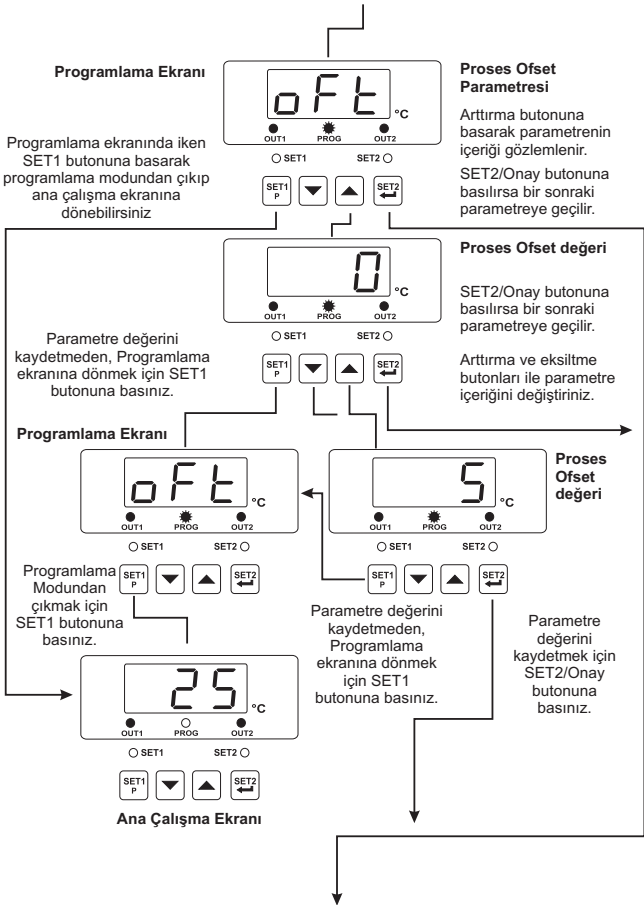 Programlama Ekranı
oFt
°C
OUT1 PROG OUT2
SET1 SET2
SET1 P
SET2
Proses Ofset
Parametresi
Arttırma butonuna
basarak parametrenin
içeriği gözlemlenir.
SET2/Onay butonuna
basılırsa bir sonraki
parametreye geçilir.
Programlama ekranında iken
SET1 butonuna basarak
programlama modundan çıkıp
ana çalışma ekranına
dönebilirsiniz
0
°C
OUT1 PROG OUT2
SET1 SET2
SET1 P
SET2
Proses Ofset değeri
SET2/Onay butonuna
basılırsa bir sonraki
parametreye geçilir.
Arttırma ve eksiltme
butonları ile parametre
içeriğini değiştiriniz.
Parametre değerini
kaydetmeden, Programlama
ekranına dönmek için SET1
butonuna basınız.
Programlama Ekranı
oFt
°C
OUT1 PROG OUT2
SET1 SET2
SET1 P
SET2
5
°C
OUT1 PROG OUT2
SET1 SET2
SET1 P
SET2
Proses
Ofset
değeri
Programlama
Modundan
çıkmak için
SET1 butonuna
basınız.
Parametre değerini
kaydetmeden,
Programlama
ekranına dönmek
için SET1
butonuna basınız.
Parametre
değerini
kaydetmek için
SET2/Onay
butonuna
basınız.
25
°C
OUT1 PROG OUT2
SET1 SET2
SET1 P
SET2
Ana Çalışma Ekranı